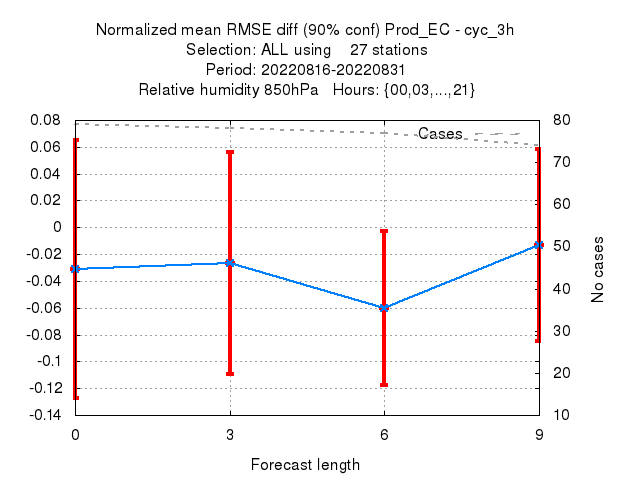 Normalized mean RMSE diff (90% conf) Prod_EC - cyc_3h
Selection: ALL using    27 stations
Period: 20220816-20220831
Relative humidity 850hPa   Hours: {00,03,...,21}
0.08
0.06
0.04
0.02
0
-0.02
-0.04
-0.06
-0.08
-0.1
-0.12
-0.14
Cases
80
70
60
50
40
30
20
10
No cases
0 3 6 9
Forecast length